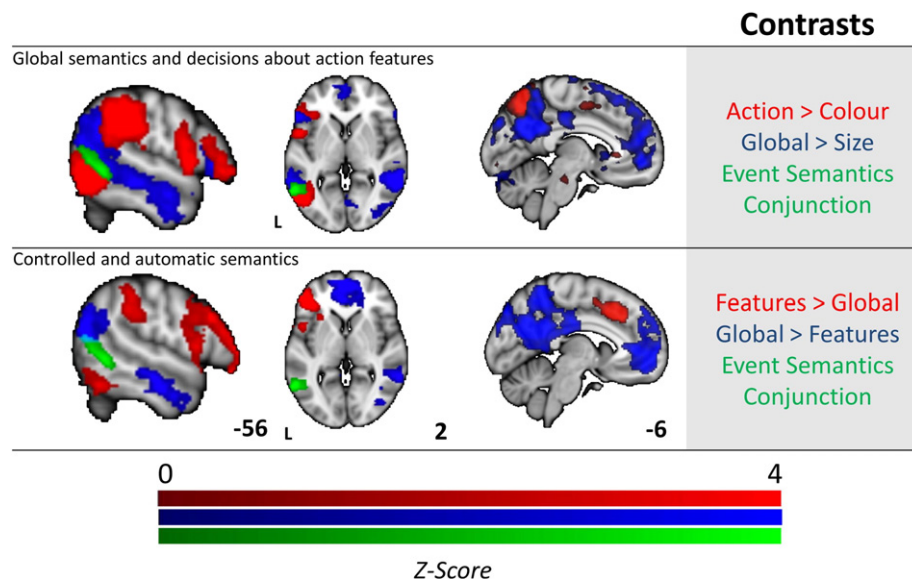 Contrasts
Global semantics and decisions about action features
Action > Colour
Global > Size
Event Semantics
Conjunction
L
Controlled and automatic semantics
Features > Global
Global > Features
Event Semantics
Conjunction
-56
L
2
-6
0
4
Z-Score